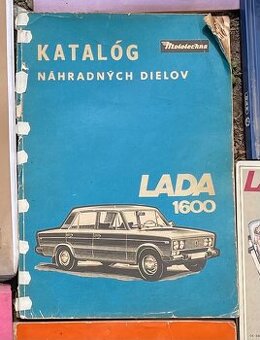 KATALÓG
Mototechna
NÁHRADNÝCH DIELOV
LADA
1600